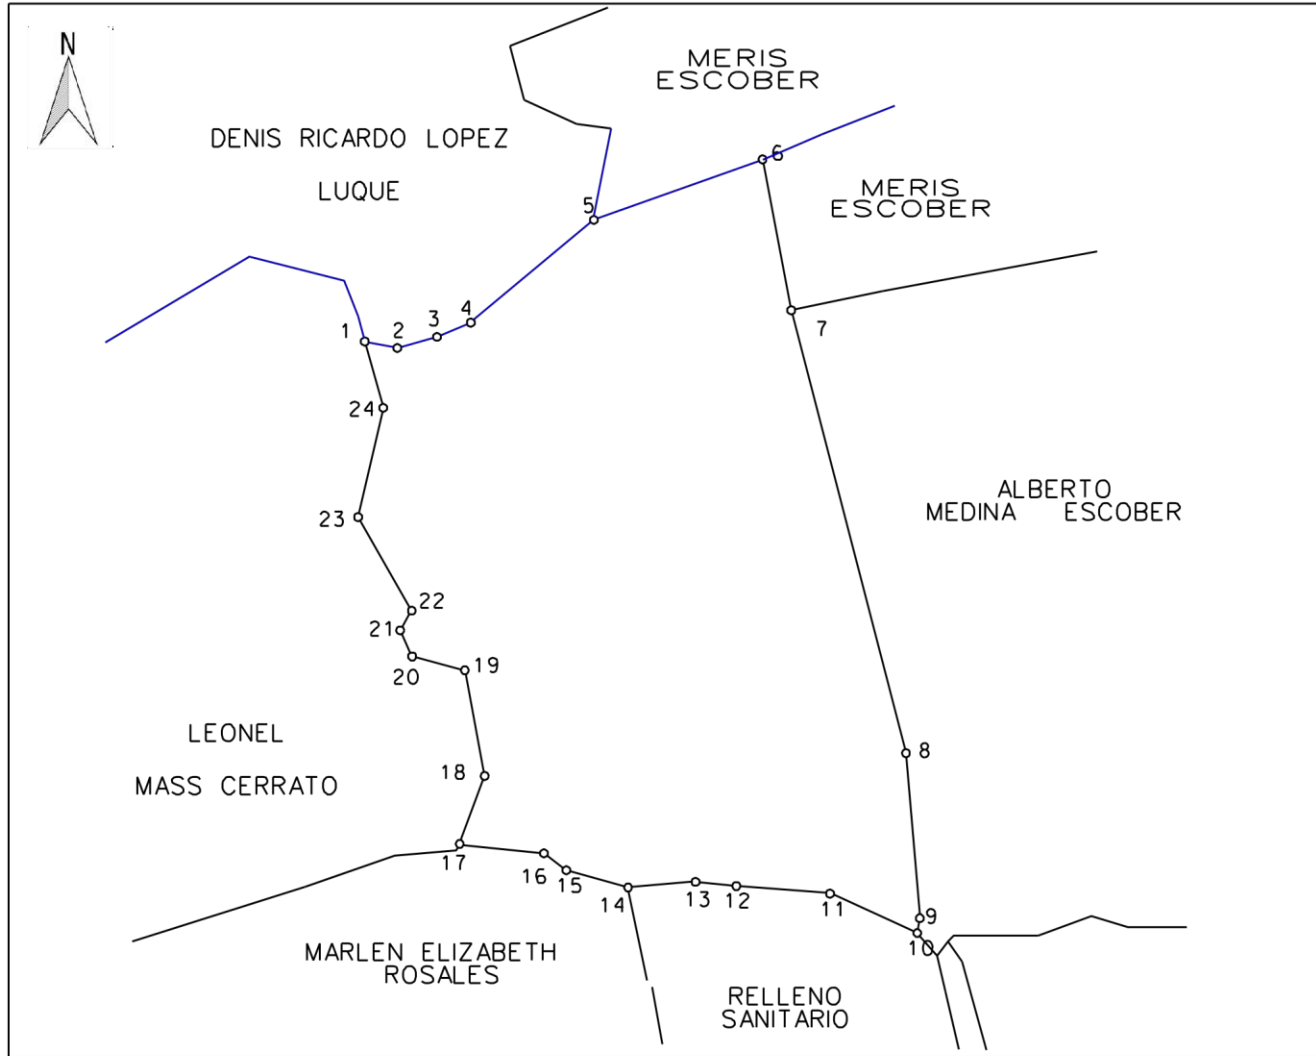 N
MERIS
ESCOBER
DENIS RICARDO LOPEZ
LUQUE
6
MERIS
ESCOBER
5
4
3
2
1
7
24
ALBERTO
MEDINA ESCOBER
23
22
21
20
19
LEONEL
MASS CERRATO
18
8
17
16
15
14
13
12
11
9
10
MARLEN ELIZABETH
ROSALES
RELLENO
SANITARIO